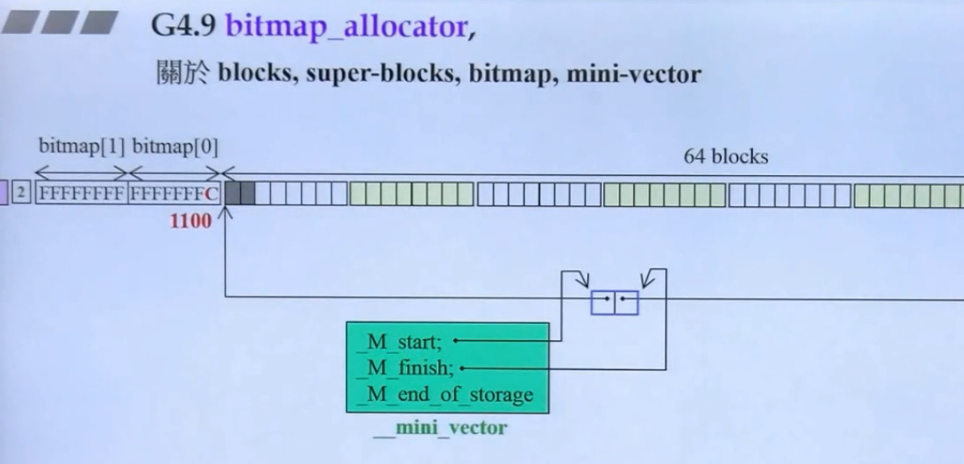 G4.9 bitmap_allocator,
關於 blocks, super-blocks, bitmap, mini-vector
bitmap[1] bitmap[0]
64 blocks
2 FFFFFFFF FFFFFFFC
1100
_M_start;
_M_finish;
_M_end_of_storage
__mini_vector